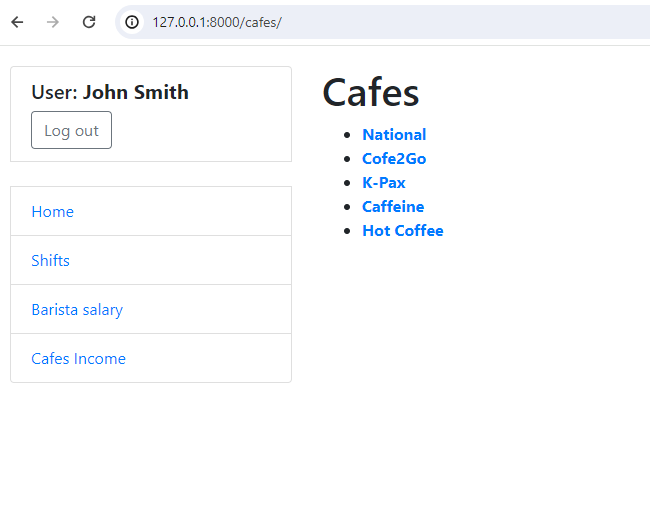 127.0.0.1:8000/cafes/
User: John Smith
Log out
Home
Shifts
Barista salary
Cafes Income
Cafes
National
Cofe2Go
K-Pax
Caffeine
Hot Coffee